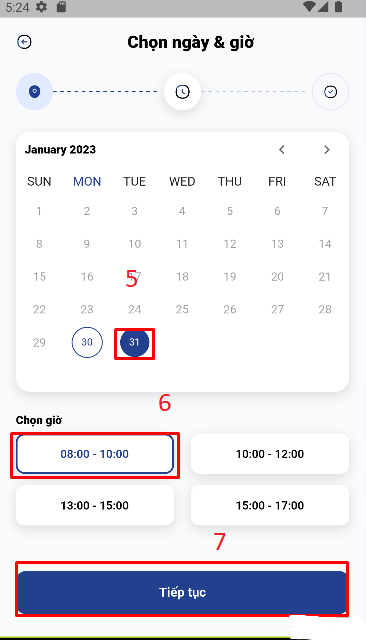 5:24
Chọn ngày & giờ
January 2023
SUN MON TUE WED THU FRI SAT
1 2 3 4 5 6 7
8 9 10 11 12 13 14
5
15 16 17 18 19 20 21
22 23 24 25 26 27 28
29 30 31
6
Chọn giờ
08:00 - 10:00 10:00 - 12:00
13:00 - 15:00 15:00 - 17:00
7
Tiếp tục